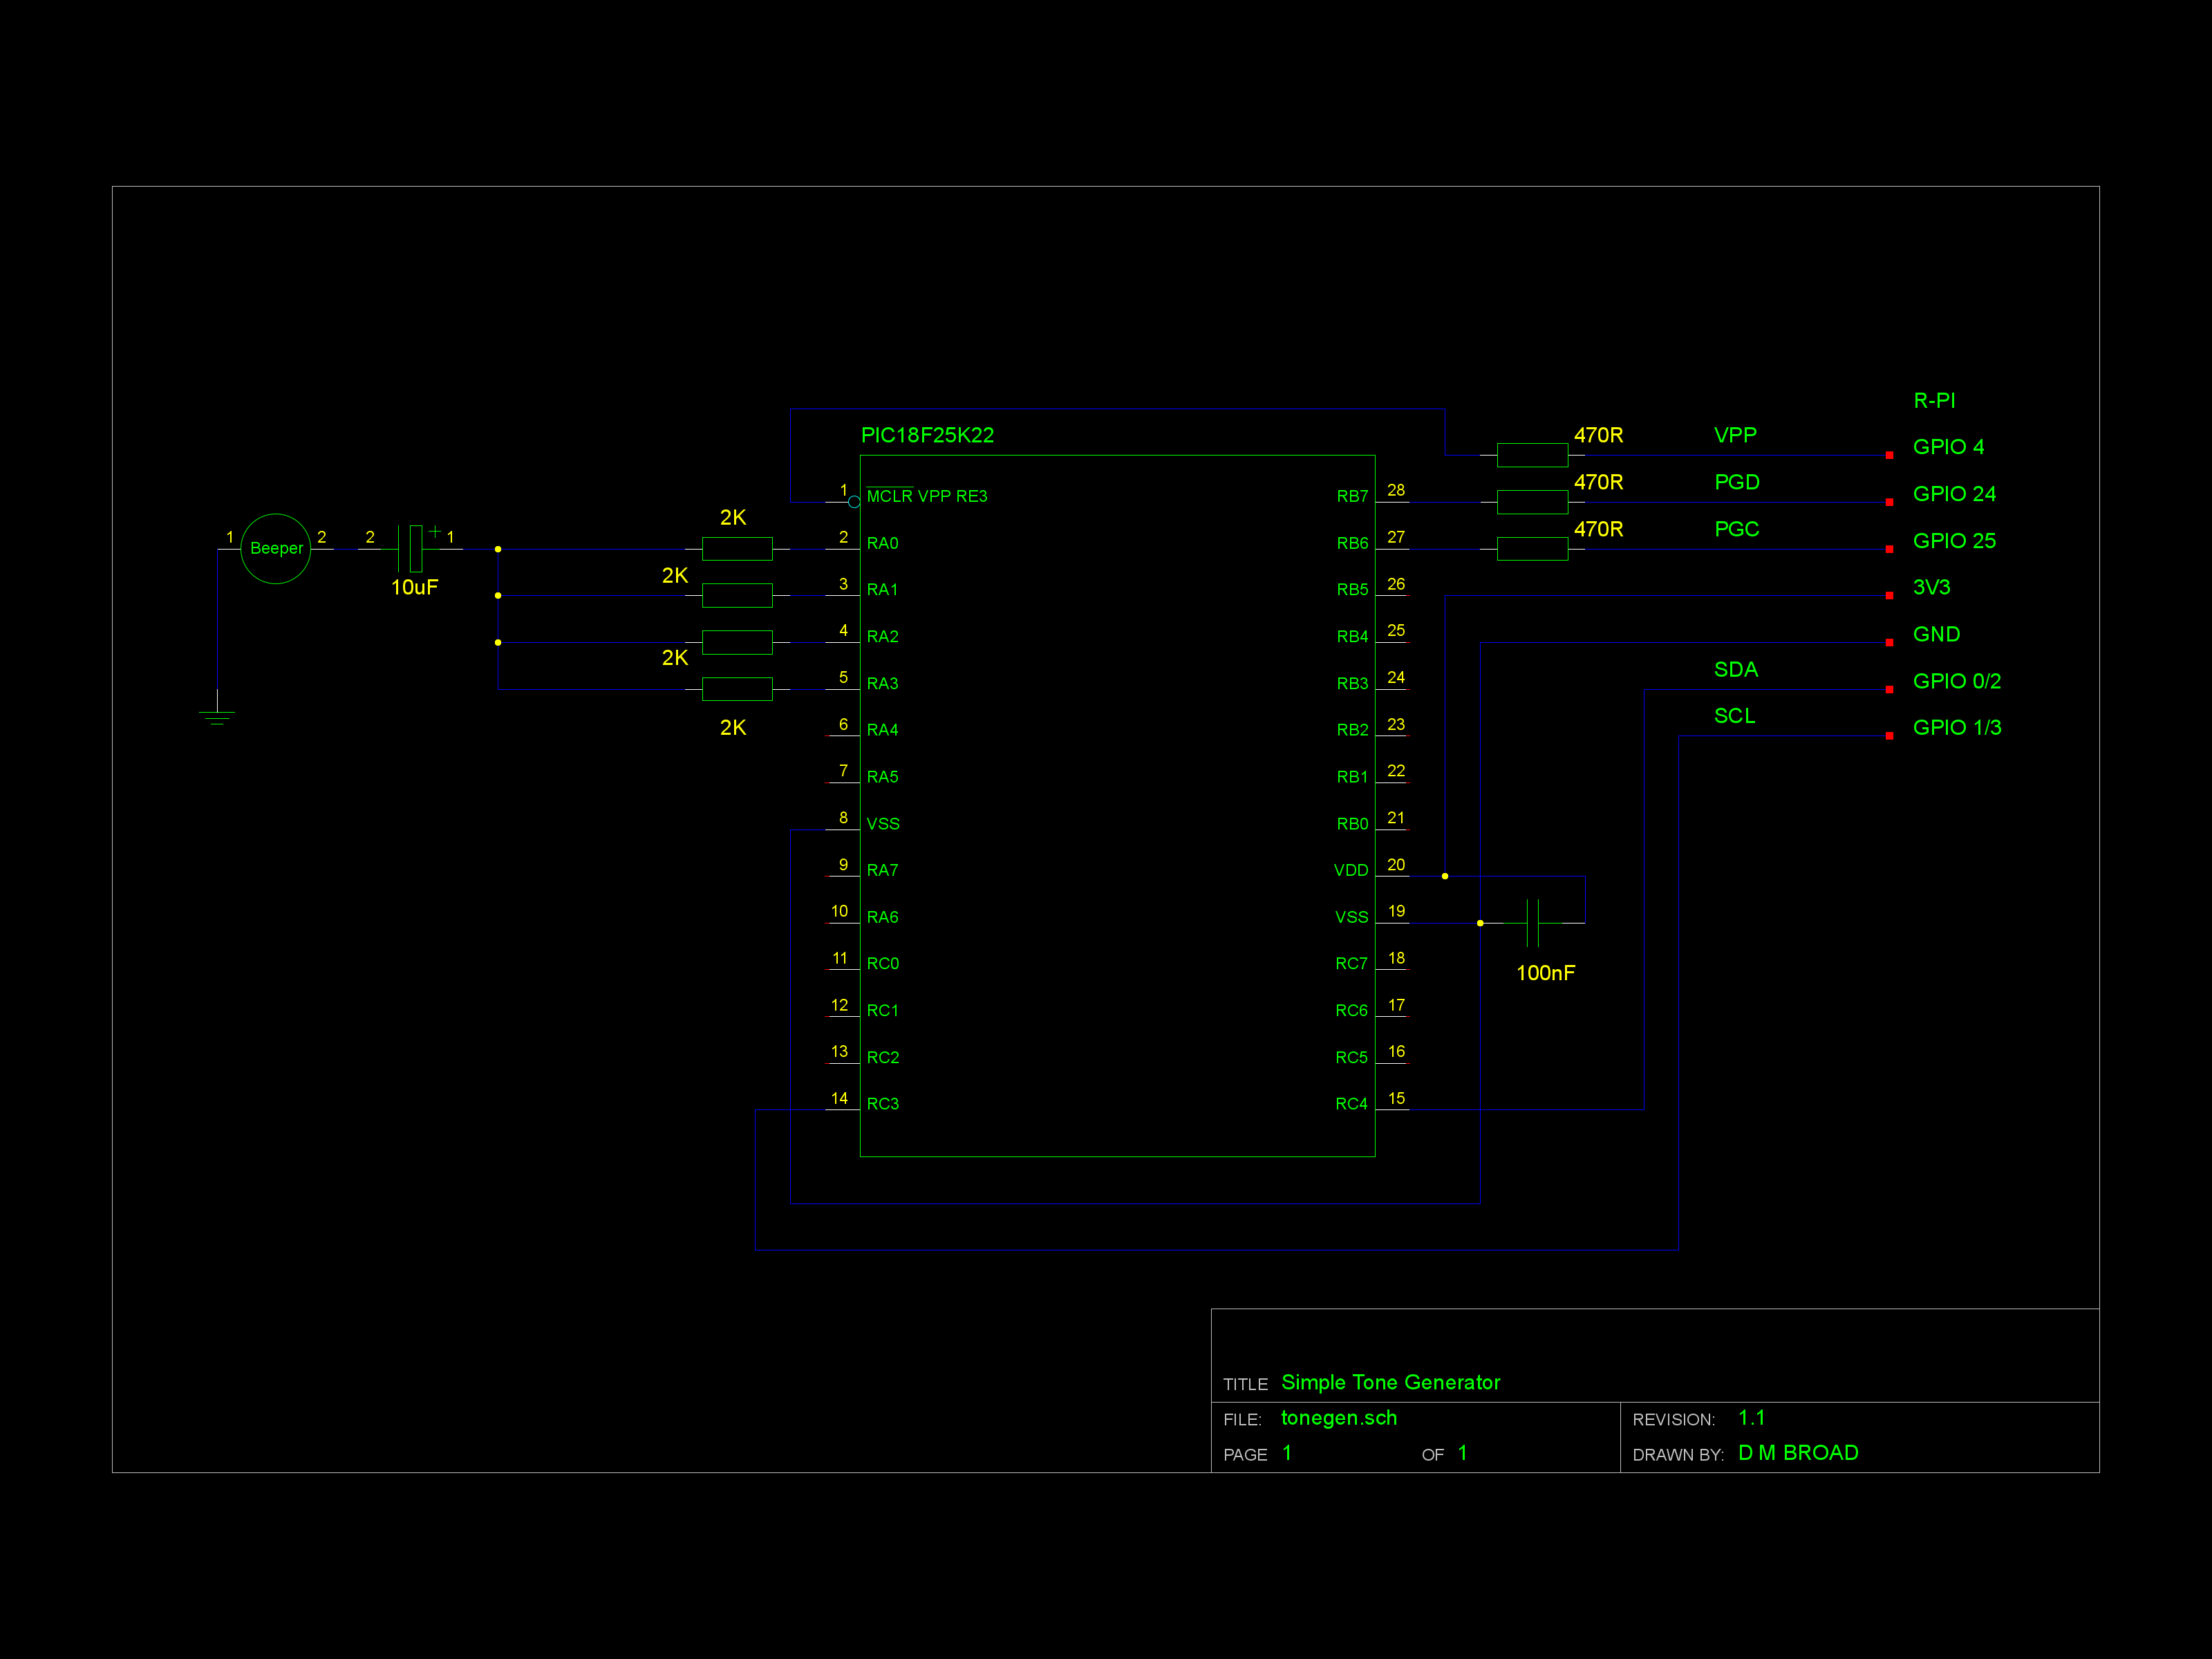 R-PI
PIC18F25K22 470R VPP GPIO 4
1 MCLR VPP RE3 RB7 28 470R PGD GPIO 24
1 Beeper 2 2 + 1 2K 2 RA0 RB6 27 470R PGC GPIO 25
10uF 2K 3 RA1 RB5 26 3V3
4 RA2 RB4 25 GND
2K 5 RA3 RB3 24 SDA GPIO 0/2
2K 6 RA4 RB2 23 SCL GPIO 1/3
7 RA5 RB1 22
8 VSS RB0 21
9 RA7 VDD 20
10 RA6 VSS 19
11 RC0 RC7 18
100nF
12 RC1 RC6 17
13 RC2 RC5 16
14 RC3 RC4 15
TITLE Simple Tone Generator
FILE: tonegen.sch REVISION: 1.1
PAGE 1 OF 1 DRAWN BY: D M BROAD